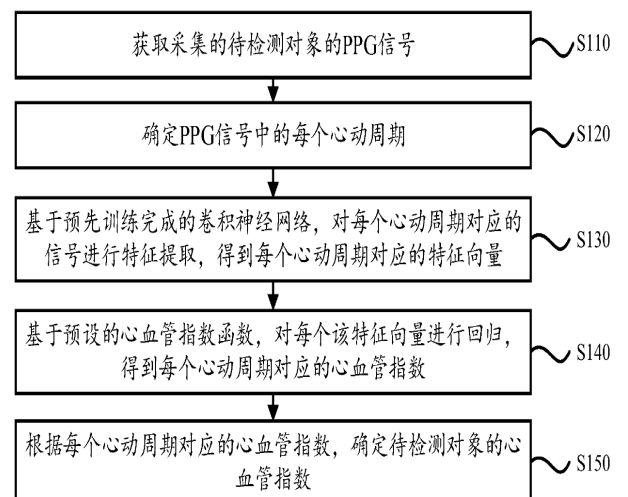 获取采集的待检测对象的PPG信号
S110
确定PPG信号中的每个心动周期
S120
基于预先训练完成的卷积神经网络，对每个心动周期对应的
信号进行特征提取，得到每个心动周期对应的特征向量
S130
基于预设的心血管指数函数，对每个该特征向量进行回归，
得到每个心动周期对应的心血管指数
S140
根据每个心动周期对应的心血管指数，确定待检测对象的心
血管指数
S150